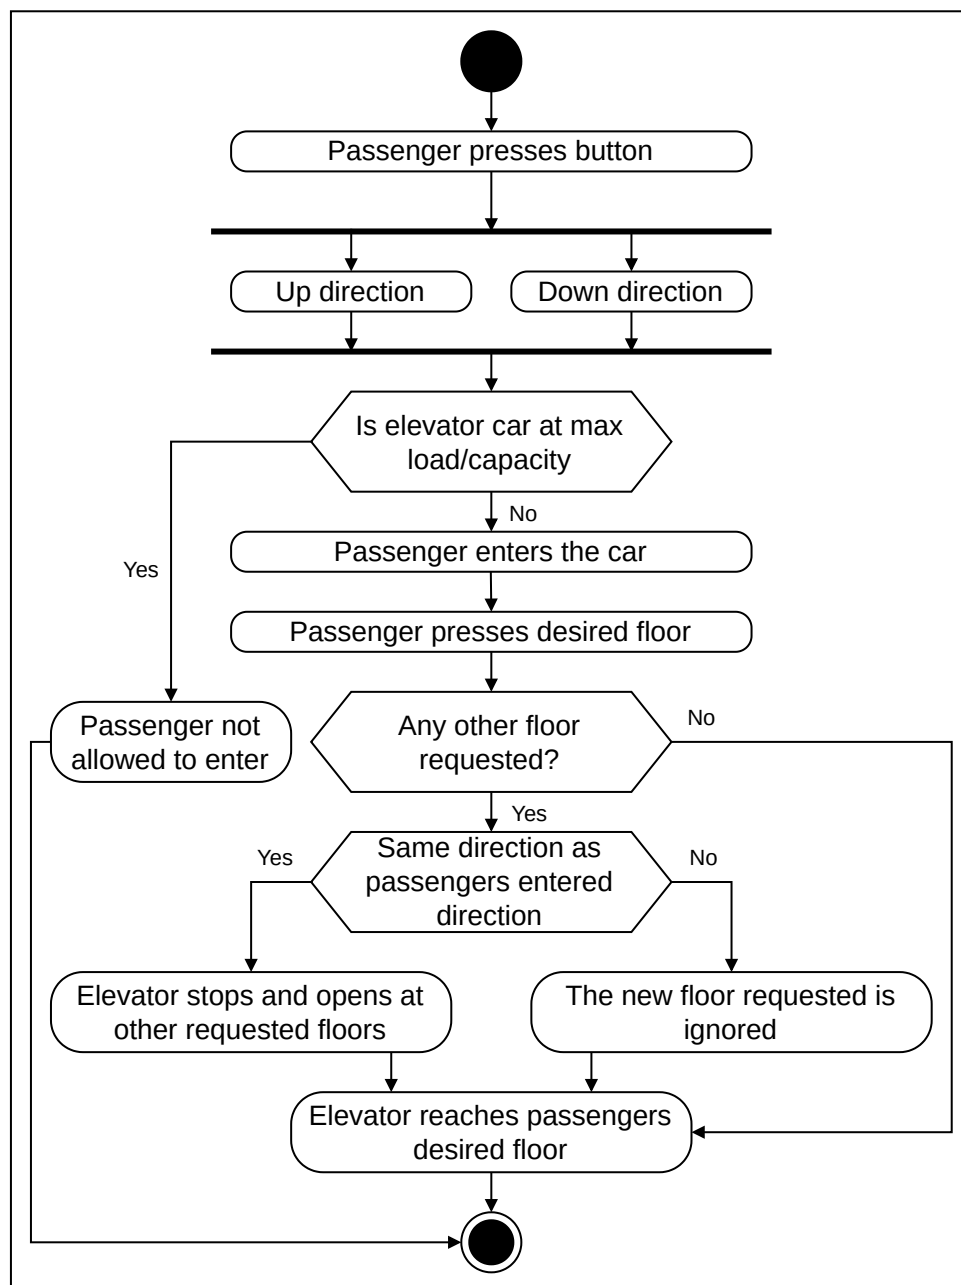 Passenger presses button
Up direction
Down direction
Is elevator car at max
load/capacity
No
Passenger enters the car
Yes
Passenger presses desired floor
Passenger not
allowed to enter
Any other floor
requested?
No
Yes
Yes
Same direction as
passengers entered
direction
No
Elevator stops and opens at
other requested floors
The new floor requested is
ignored
Elevator reaches passengers
desired floor